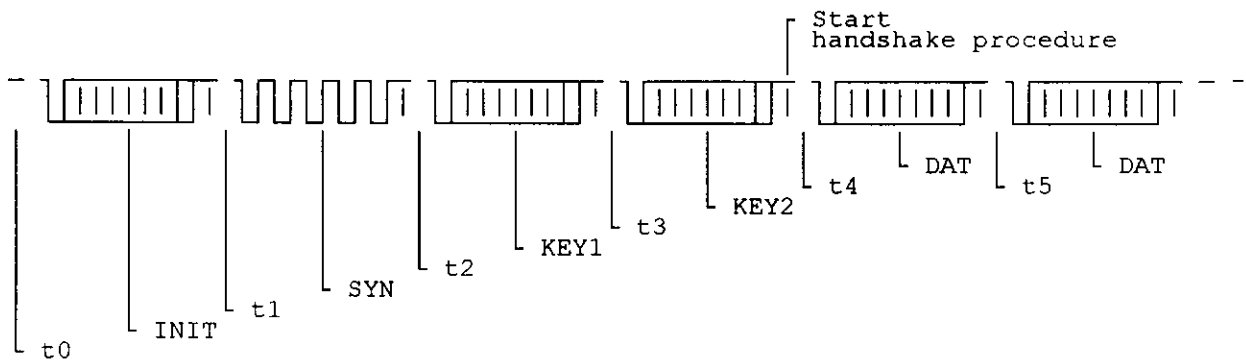 Start
handshake procedure
DAT
DAT
t4
t5
KEY2
t3
KEY1
t2
SYN
t1
INIT
t0